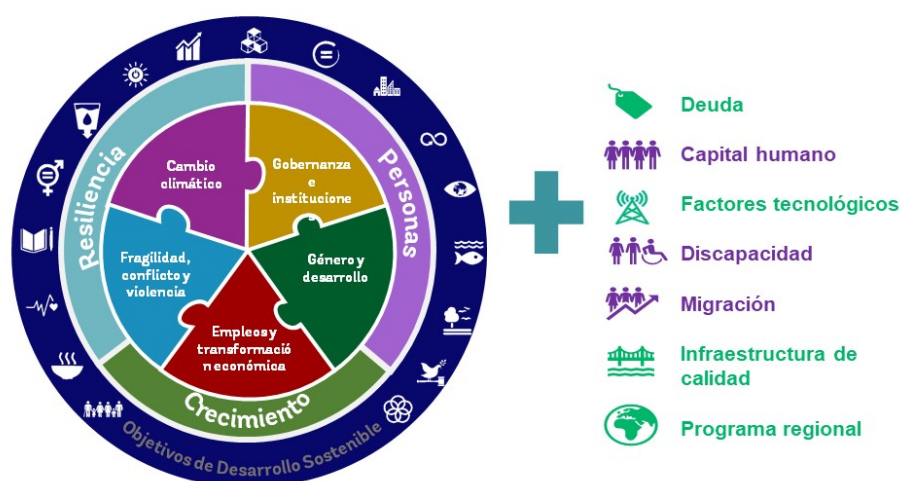 Resiliencia
Personas
Crecimiento
Cambio
climático
Gobernanza
e
institucione
s
Fragilidad,
conflicto y
violencia
Género y
desarrollo
Empleos y
transformació
n económica
Objetivos de Desarrollo Sostenible
Deuda
Capital humano
Factores tecnológicos
Discapacidad
Migración
Infraestructura de
calidad
Programa regional